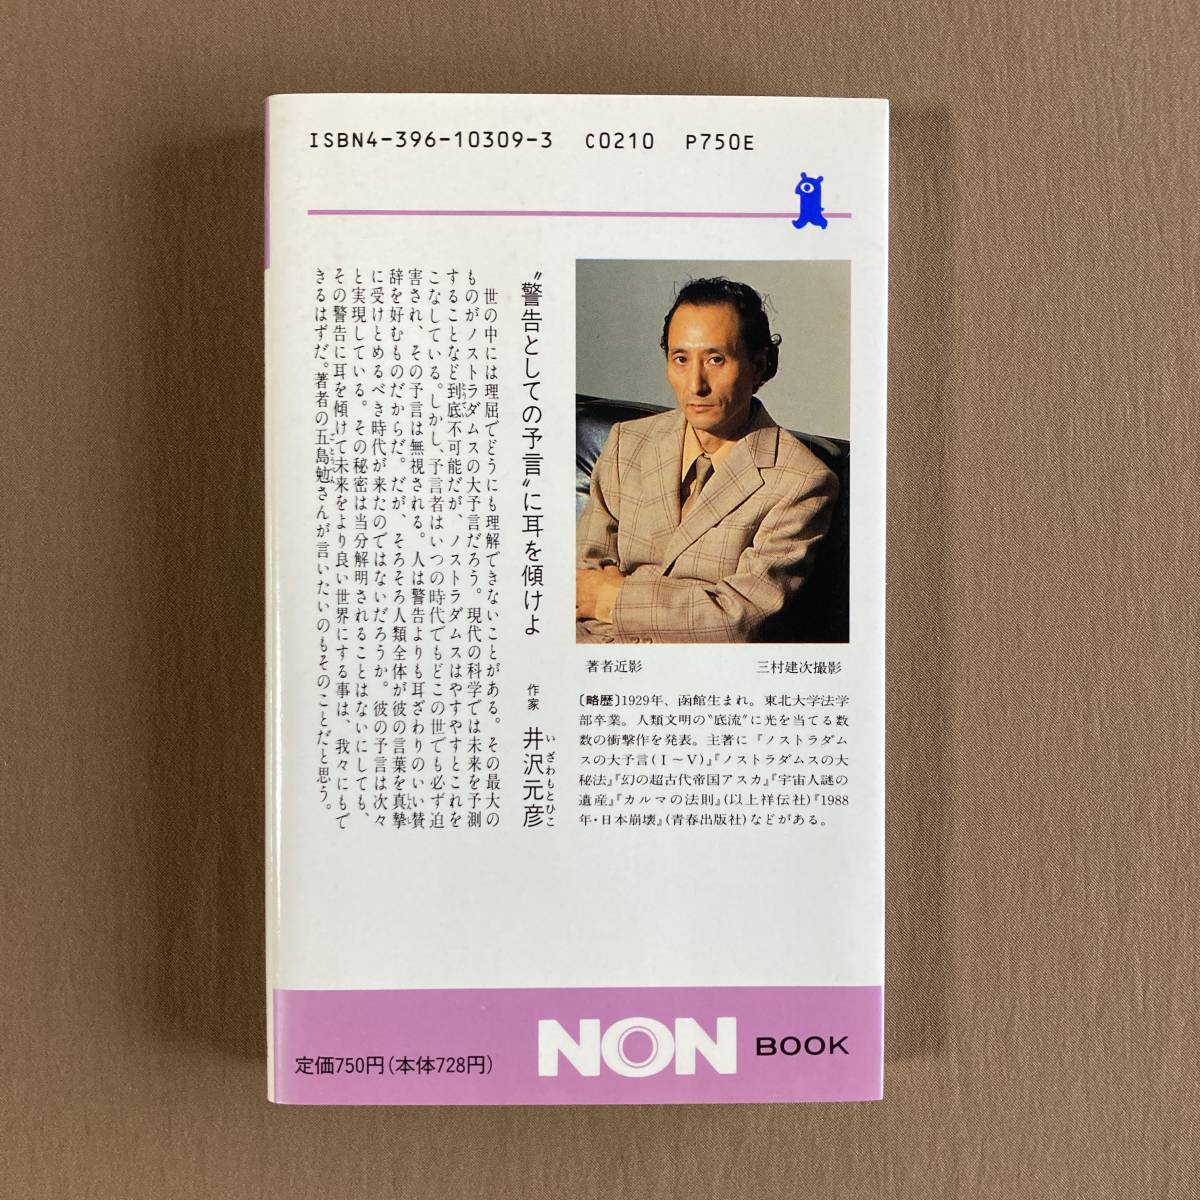 ISBN4-396-10309-3 C0210 P750E
〝警告としての予言〟に耳を傾けよ
作家 井沢元彦
いざわもとひこ
世の中には理屈でどうにも理解できないことがある。その最大の
ものがノストラダムスの大予言だろう。現代の科学では未来を予測
することなど到底不可能だが、ノストラダムスはやすやすとこれを
こなしている。しかし、予言者はいつの時代でもどこの世でも必ず迫
害され、その予言は無視される。人は警告よりも耳ざわりのいい賛
辞を好むものだからだ。だが、そろそろ人類全体が彼の言葉を真摯
に受けとめるべき時代が来たのではないだろうか。彼の予言は次々
と実現している。その秘密は当分解明されることはないにしても、
その警告に耳を傾けて未来をより良い世界にする事は、我々にもで
きるはずだ。著者の五島勉さんが言いたいのもそのことだと思う。
著者近影 三村建次撮影
〔略歴〕1929年、函館生まれ。東北大学法学
部卒業。人類文明の〝底流〟に光を当てる数
数の衝撃作を発表。主著に『ノストラダム
スの大予言(I〜V)』『ノストラダムスの大
秘法』『幻の超古代帝国アスカ』『宇宙人謎の
遺産』『カルマの法則』(以上祥伝社)『1988
年・日本崩壊』(青春出版社)などがある。
定価750円(本体728円)
NON BOOK